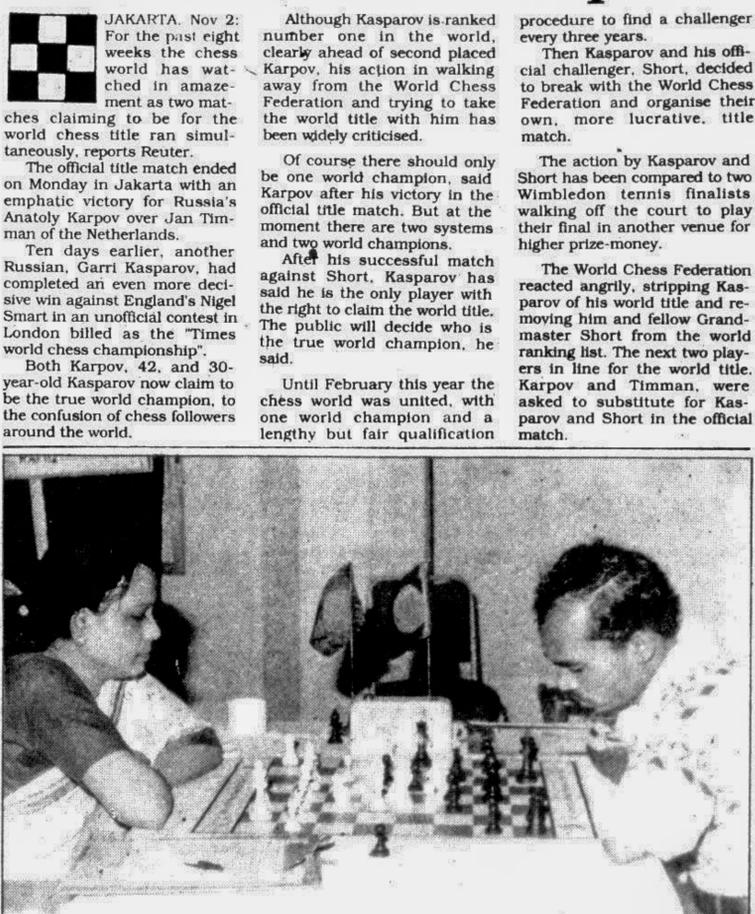 JAKARTA, Nov 2:
For the past eight
weeks the chess
world has wat-
ched in amaze-
ment as two mat-
ches claiming to be for the
world chess title ran simul-
taneously, reports Reuter.
The official title match ended
on Monday in Jakarta with an
emphatic victory for Russia's
Anatoly Karpov over Jan Tim-
man of the Netherlands.
Ten days earlier, another
Russian, Garri Kasparov, had
completed an even more deci-
sive win against England's Nigel
Smart in an unofficial contest in
London billed as the "Times
world chess championship".
Both Karpov, 42, and 30-
year-old Kasparov now claim to
be the true world champion, to
the confusion of chess followers
around the world.
Although Kasparov is ranked
number one in the world,
clearly ahead of second placed
Karpov, his action in walking
away from the World Chess
Federation and trying to take
the world title with him has
been widely criticised.
Of course there should only
be one world champion, said
Karpov after his victory in the
official title match. But at the
moment there are two systems
and two world champions.
After his successful match
against Short, Kasparov has
said he is the only player with
the right to claim the world title.
The public will decide who is
the true world champion, he
said.
Until February this year the
chess world was united, with
one world champion and a
lengthy but fair qualification
procedure to find a challenger
every three years.
Then Kasparov and his offi-
cial challenger, Short, decided
to break with the World Chess
Federation and organise their
own, more lucrative, title
match.
The action by Kasparov and
Short has been compared to two
Wimbledon tennis finalists
walking off the court to play
their final in another venue for
higher prize-money.
The World Chess Federation
reacted angrily, stripping Kas-
parov of his world title and re-
moving him and fellow Grand-
master Short from the world
ranking list. The next two play-
ers in line for the world title,
Karpov and Timman, were
asked to substitute for Kas-
parov and Short in the official
match.